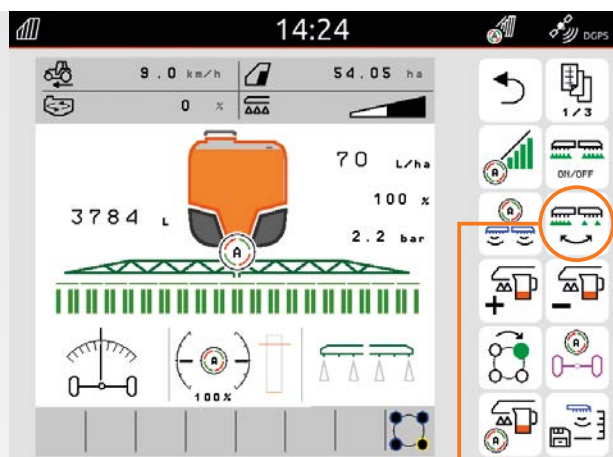 14:24
DGPS
9.0 km/h
54.05 ha
0 %
1/3
70 L/ha
ON/OFF
100 %
3784 L
2.2 bar
A
A
A
A
A
A
A
100%